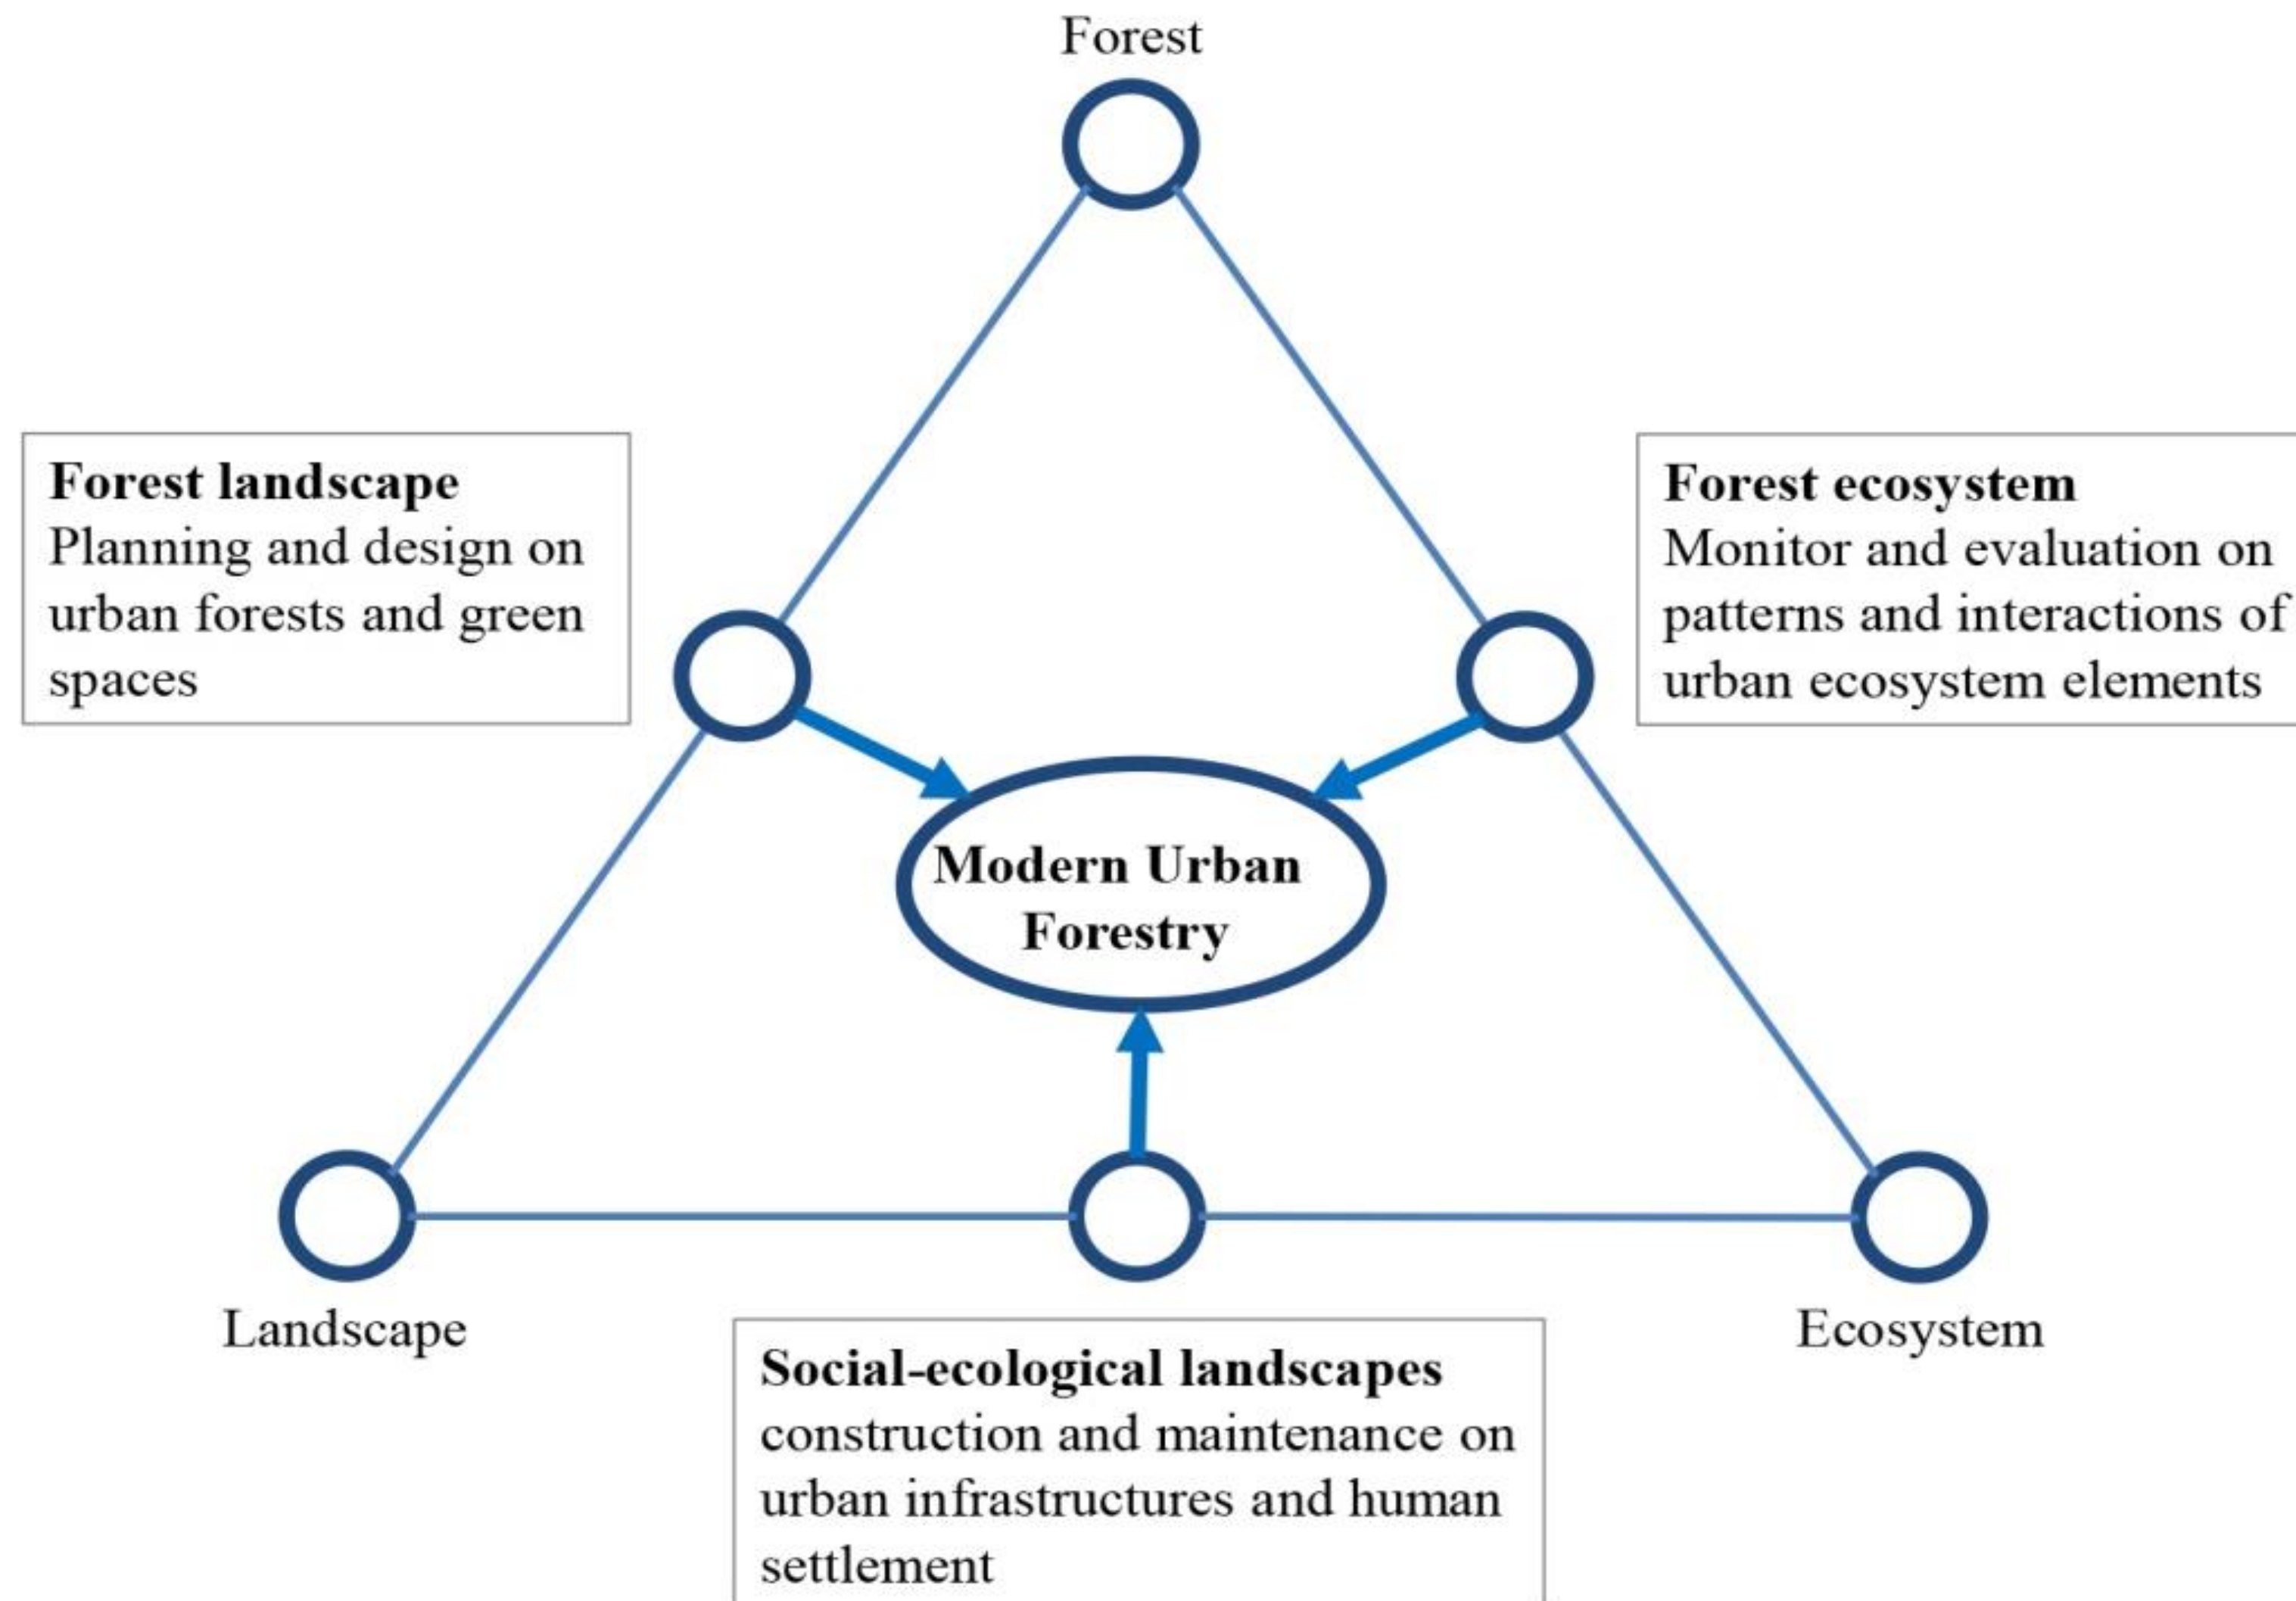 Forest
Forest landscape
Planning and design on
urban forests and green
spaces
Forest ecosystem
Monitor and evaluation on
patterns and interactions of
urban ecosystem elements
Modern Urban
Forestry
Landscape
Ecosystem
Social-ecological landscapes
construction and maintenance on
urban infrastructures and human
settlement